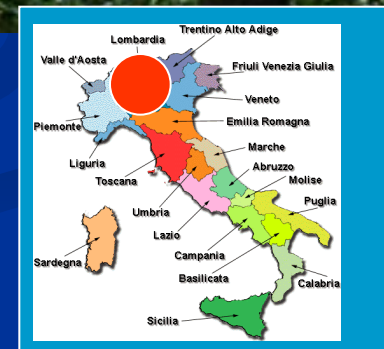 Trentino Alto Adige
Lombardia
Valle d'Aosta
Friuli Venezia Giulia
Veneto
Piemonte
Emilia Romagna
Marche
Liguria
Abruzzo
Toscana
Molise
Puglia
Umbria
Lazio
Campania
Sardegna
Basilicata
Calabria
Sicilia